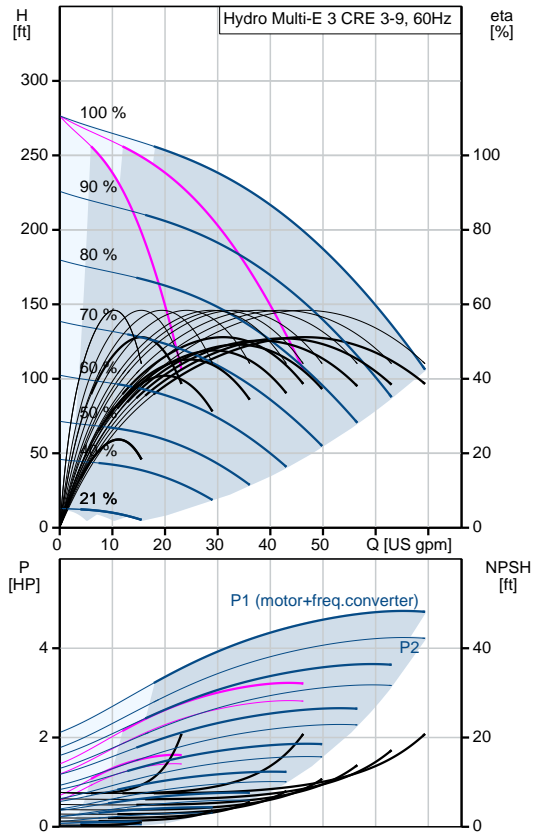 H
[ft]
Hydro Multi-E 3 CRE 3-9, 60Hz
eta
[%]
300
100 %
250
100
90 %
200
80
80 %
150
60
70 %
60 %
100
40
50 %
50
20
40 %
21 %
0
0
0 10 20 30 40 50 Q [US gpm]
P
[HP]
NPSH
[ft]
P1 (motor+freq.converter)
P2
4
40
2
20
0
0